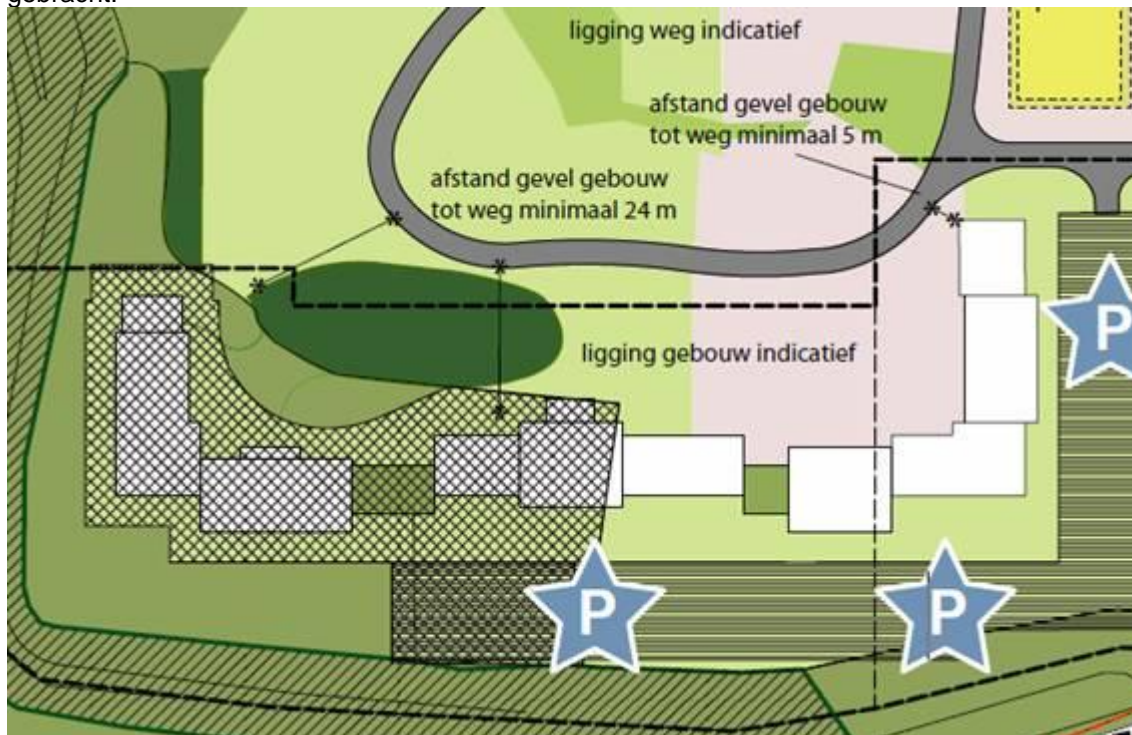 gebracht.
ligging weg indicatief
afstand gevel gebouw
tot weg minimaal 5 m
afstand gevel gebouw
tot weg minimaal 24 m
P
ligging gebouw indicatief
P
P